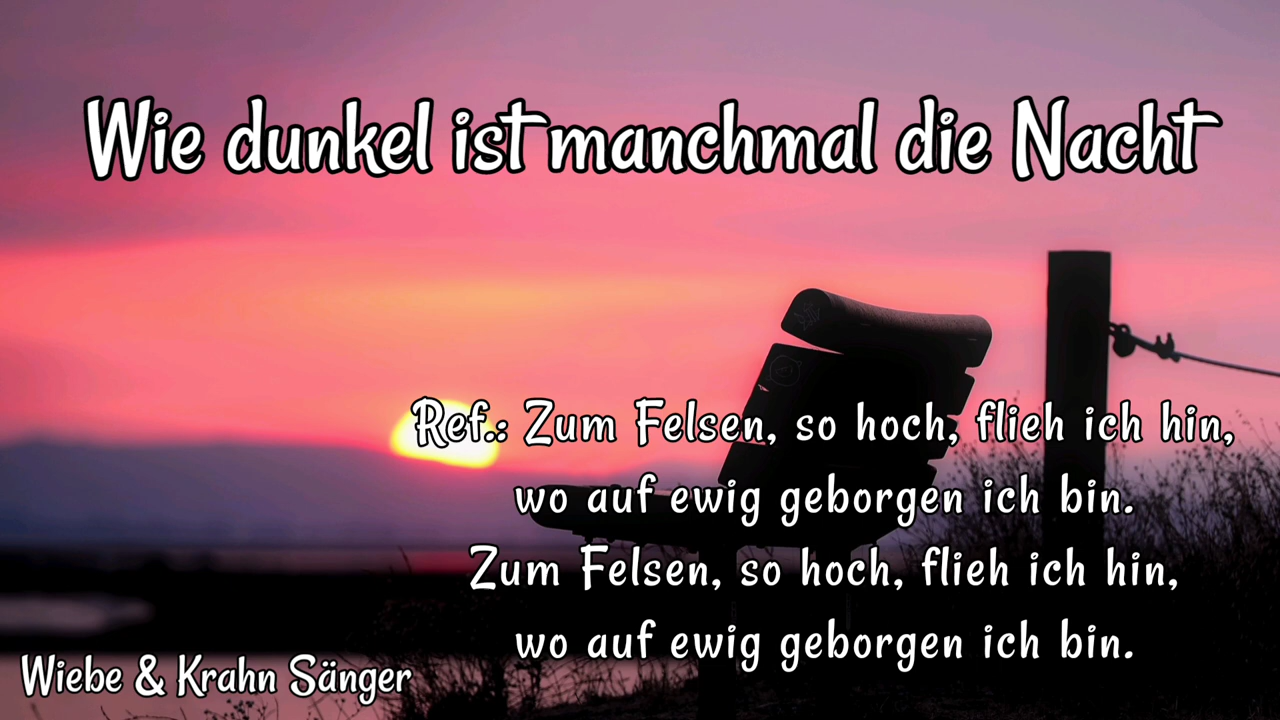 Wie dunkel ist manchmal die Nacht
Ref.: Zum Felsen, so hoch, flieh ich hin,
wo auf ewig geborgen ich bin.
Zum Felsen, so hoch, flieh ich hin,
wo auf ewig geborgen ich bin.
Wiebe & Krahn Sänger